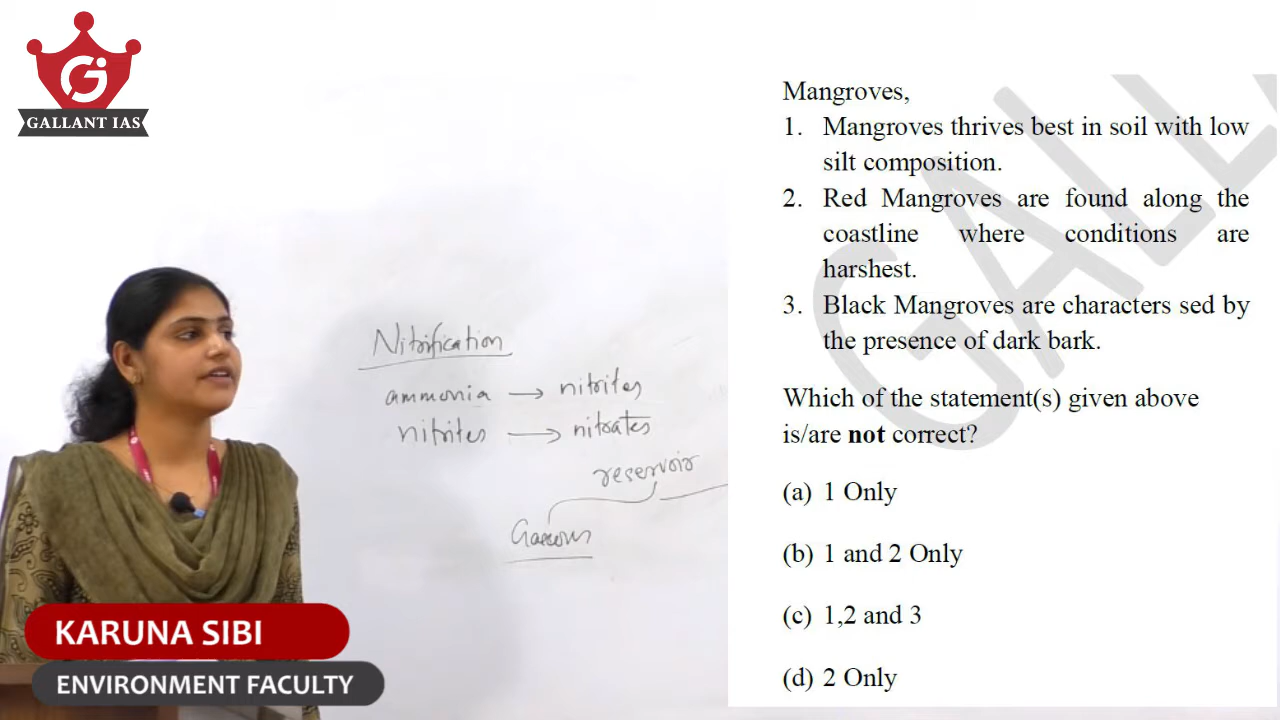 GALLANT IAS
Mangroves,
1. Mangroves thrives best in soil with low
silt composition.
2. Red Mangroves are found along the
coastline where conditions are
harshest.
3. Black Mangroves are characters sed by
the presence of dark bark.
Which of the statement(s) given above
is/are not correct?
(a) 1 Only
(b) 1 and 2 Only
(c) 1,2 and 3
(d) 2 Only
Nitrification
ammonia → nitrites
nitrites → nitrates
reservoir
Gaseous
KARUNA SIBI
ENVIRONMENT FACULTY
GALL